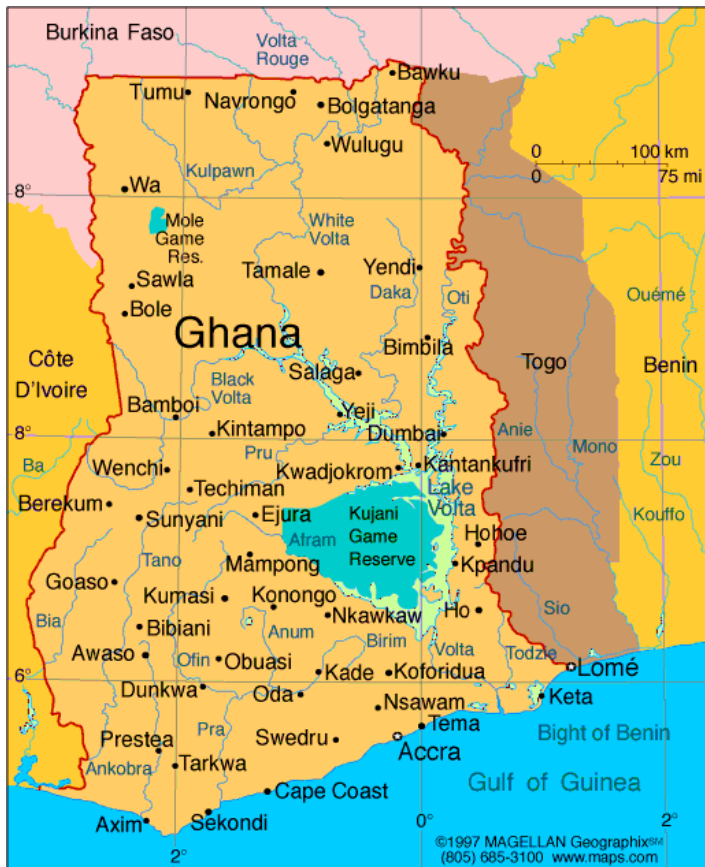 Burkina Faso
Volta
Rouge
Bawku
Tumu
Navrongo
Bolgatanga
Wulugu
0 100 km
0 75 mi
Kulpawn
8°
Wa
8°
Mole
Game
Res.
White
Volta
Tamale
Yendi
Sawla
Daka
Oti
Ouémé
Bole
Ghana
Bimbila
Côte
D'Ivoire
Togo
Benin
Salaga
Black
Volta
Bamboi
Yeji
Kintampo
Dumbai
Anie
8°
8°
Mono
Ba
Pru
Zou
Wenchi
Kwadjokrom
Kantankufri
Techiman
Lake
Volta
Berekum
Sunyani
Ejura
Kujani
Game
Reserve
Kouffo
Afram
Hohoe
Tano
Mampong
Kpandu
Goaso
Kumasi
Konongo
Nkawkaw
Ho
Sio
Bia
Bibiani
Anum
Birim
Volta
Todzie
Awaso
Ofin
Obuasi
Kade
Koforidua
Lomé
6°
6°
Dunkwa
Oda
Nsawam
Keta
Tema
Pra
Prestea
Swedru
Accra
Bight of Benin
Ankobra
Tarkwa
Gulf of Guinea
Cape Coast
Axim
Sekondi
2°
0°
2°
©1997 MAGELLAN Geographix℠
(805) 685-3100 www.maps.com